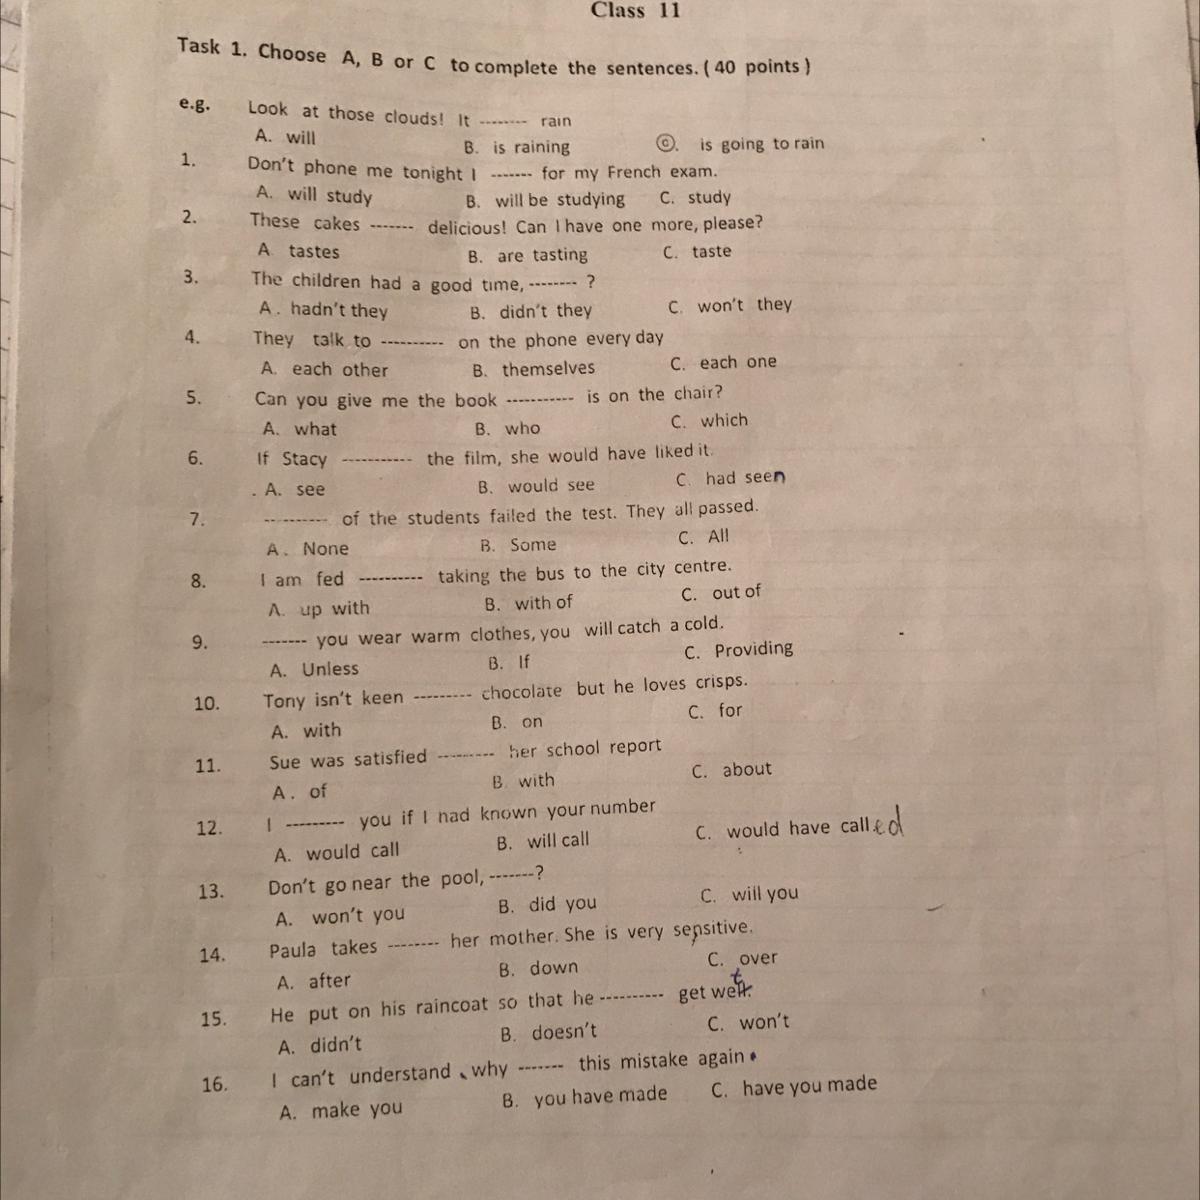 Class 11
Task 1. Choose A, B or C to complete the sentences. ( 40 points )
e.g. Look at those clouds! It -------- rain
A. will B. is raining ©. is going to rain
1. Don't phone me tonight I ------- for my French exam.
A. will study B. will be studying C. study
2. These cakes ------- delicious! Can I have one more, please?
A tastes B. are tasting C. taste
3. The children had a good time, -------- ?
A. hadn't they B. didn't they C. won't they
4. They talk to ---------- on the phone every day
A. each other B. themselves C. each one
5. Can you give me the book ----------- is on the chair?
A. what B. who C. which
6. If Stacy ----------- the film, she would have liked it.
. A. see B. would see C. had seen
7. ---------- of the students failed the test. They all passed.
A. None B. Some C. All
8. I am fed ---------- taking the bus to the city centre.
A. up with B. with of C. out of
9. ------- you wear warm clothes, you will catch a cold.
A. Unless B. If C. Providing
10. Tony isn't keen --------- chocolate but he loves crisps.
A. with B. on C. for
11. Sue was satisfied --------- her school report
A. of B. with C. about
12. I --------- you if I had known your number
A. would call B. will call C. would have called
13. Don't go near the pool, -------?
A. won't you B. did you C. will you
14. Paula takes -------- her mother. She is very sensitive.
A. after B. down C. over
15. He put on his raincoat so that he ---------- get wet.
A. didn't B. doesn't C. won't
16. I can't understand , why ------- this mistake again.
A. make you B. you have made C. have you made